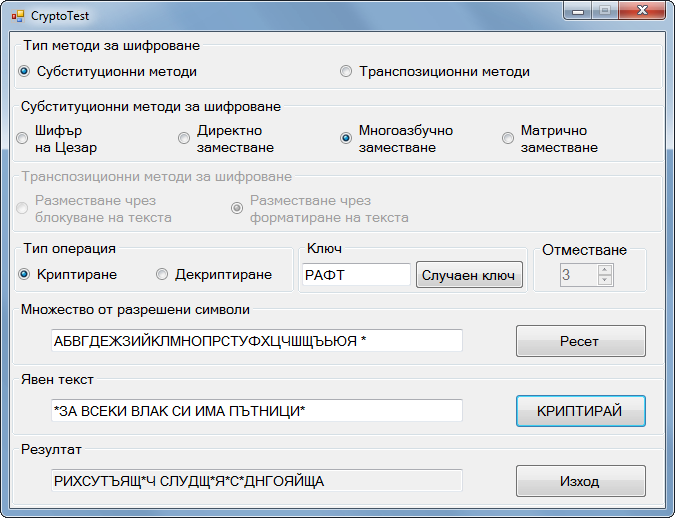 CryptoTest
Тип методи за шифроване
Субституционни методи
Транспозиционни методи
Субституционни методи за шифроване
Шифър
на Цезар
Директно
заместване
Многоазбучно
заместване
Матрично
заместване
Транспозиционни методи за шифроване
Разместване чрез
блокуване на текста
Разместване чрез
форматиране на текста
Тип операция
Ключ
Отместване
Криптиране
Декриптиране
РАФТ
Случаен ключ
3
Множество от разрешени символи
АБВГДЕЖЗИЙКЛМНОПРСТУФХЦЧШЩЪЬЮЯ *
Ресет
Явен текст
*ЗА ВСЕКИ ВЛАК СИ ИМА ПЪТНИЦИ*
КРИПТИРАЙ
Резултат
РИХСУТЪЯЩ*Ч СЛУДЩ*Я*С*ДНГОЯЙЩА
Изход